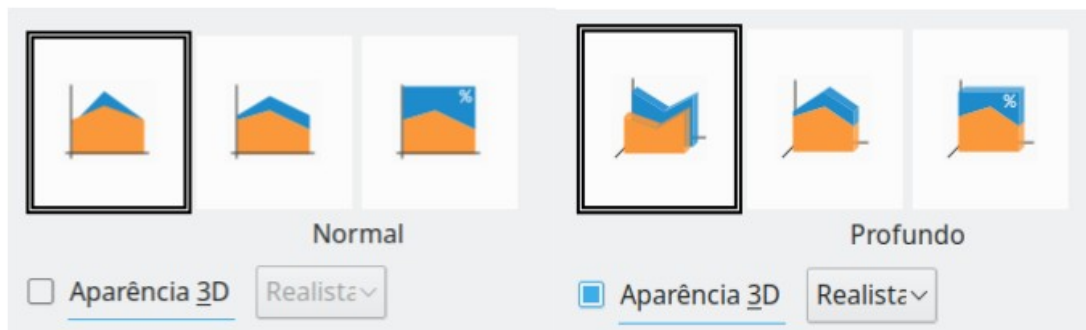 %
%
Normal
Profundo
Aparência 3D
Realista
Aparência 3D
Realista